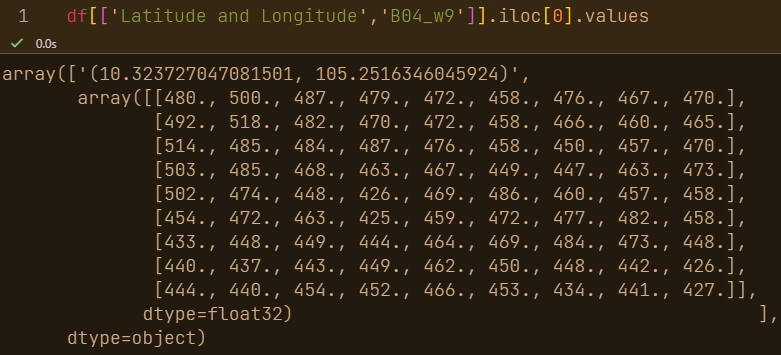 1 df[['Latitude and Longitude','B04_w9']].iloc[0].values
✓ 0.0s
array(['(10.323727047081501, 105.2516346045924)',
array([[480., 500., 487., 479., 472., 458., 476., 467., 470.],
[492., 518., 482., 470., 472., 458., 466., 460., 465.],
[514., 485., 484., 487., 476., 458., 450., 457., 470.],
[503., 485., 468., 463., 467., 449., 447., 463., 473.],
[502., 474., 448., 426., 469., 486., 460., 457., 458.],
[454., 472., 463., 425., 459., 472., 477., 482., 458.],
[433., 448., 449., 444., 464., 469., 484., 473., 448.],
[440., 437., 443., 449., 462., 450., 448., 442., 426.],
[444., 440., 454., 452., 466., 453., 434., 441., 427.]],
dtype=float32) ],
dtype=object)